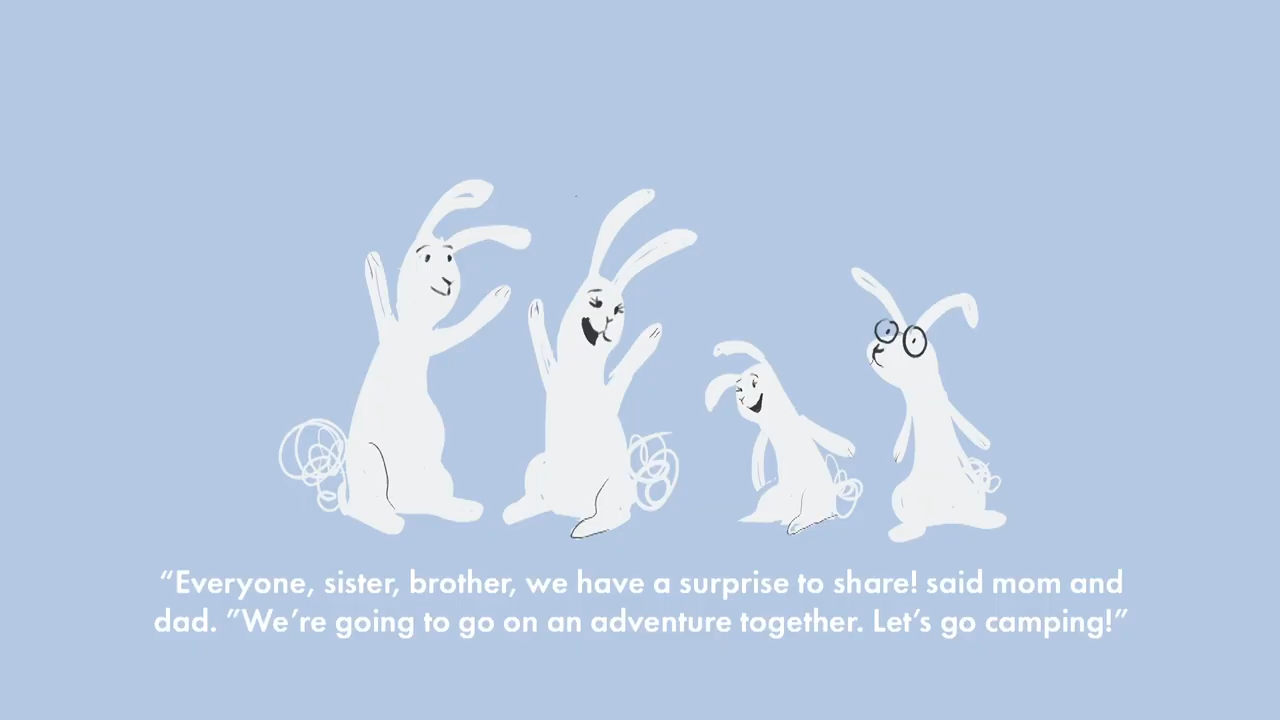 “Everyone, sister, brother, we have a surprise to share! said mom and
dad. ”We’re going to go on an adventure together. Let’s go camping!”